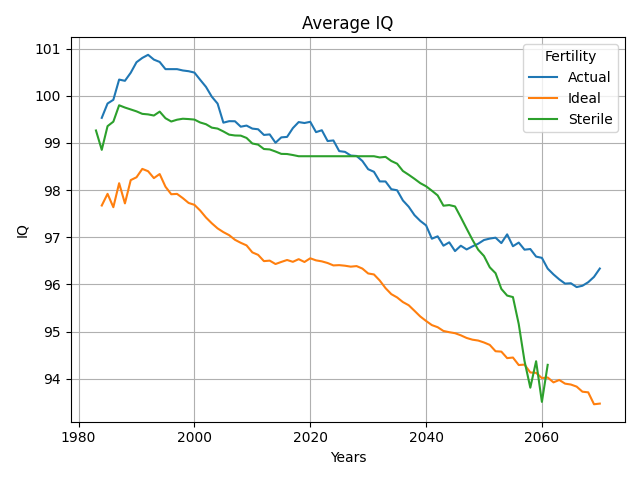 Average IQ
101
100
99
98
97
96
95
94
IQ
Fertility
Actual
Ideal
Sterile
1980
2000
2020
2040
2060
Years